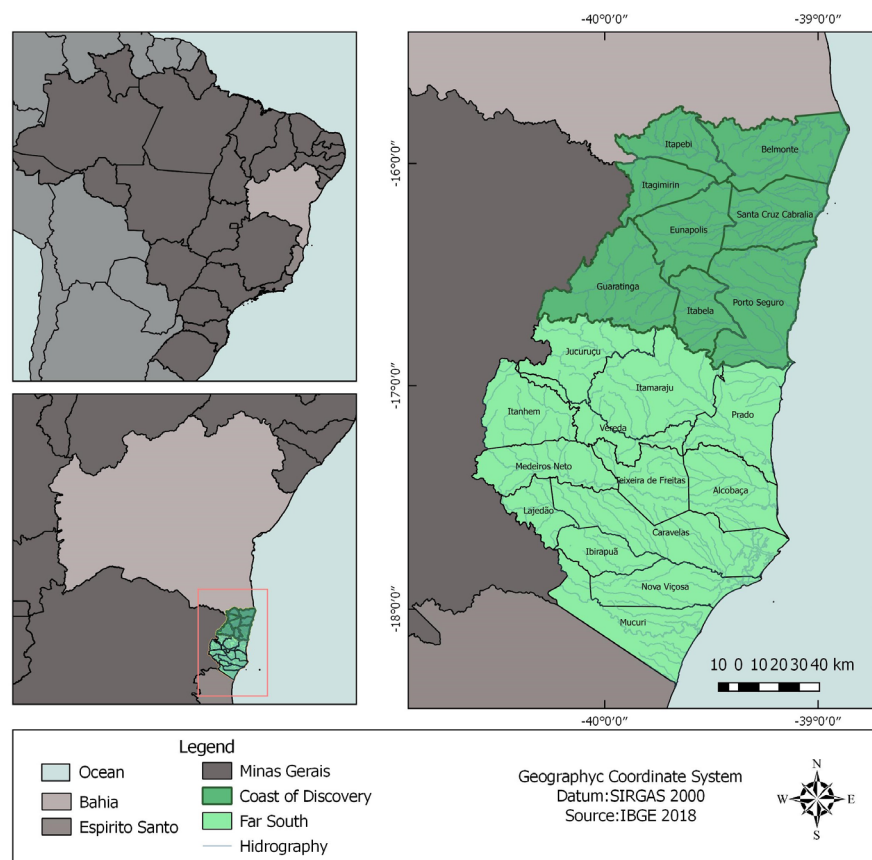 -40°0'0"
-39°0'0"
-16°0'0"
-17°0'0"
-18°0'0"
Itapebi
Belmonte
Itagimirin
Santa Cruz Cabralia
Eunapolis
Guaratinga
Porto Seguro
Itabela
Jucuruçu
Itamaraju
Itanhem
Prado
Vereda
Medeiros Neto
Teixeira de Freitas
Alcobaça
Lajedão
Caravelas
Ibirapuã
Nova Viçosa
Mucuri
10 0 10 20 30 40 km
-40°0'0"
-39°0'0"
Legend
Ocean
Bahia
Espirito Santo
Minas Gerais
Coast of Discovery
Far South
Hidrography
Geographyc Coordinate System
Datum:SIRGAS 2000
Source:IBGE 2018
N
W
E
S